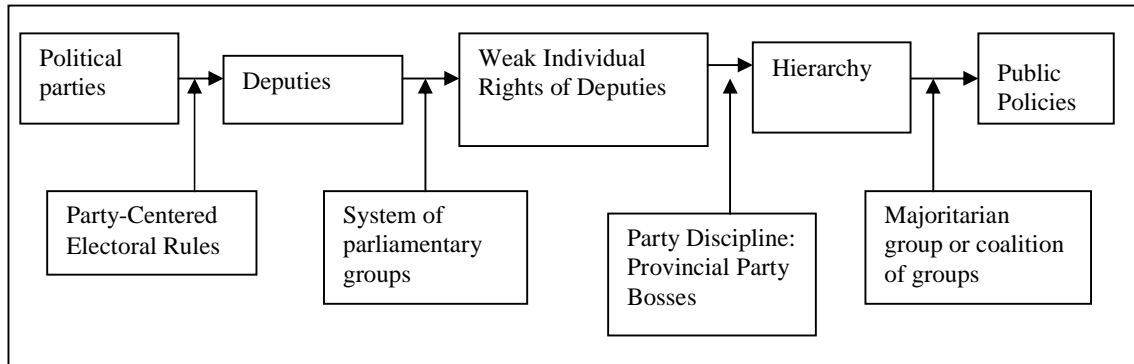 Political
parties
Deputies
Weak Individual
Rights of Deputies
Hierarchy
Public
Policies
Party-Centered
Electoral Rules
System of
parliamentary
groups
Party Discipline:
Provincial Party
Bosses
Majoritarian
group or coalition
of groups